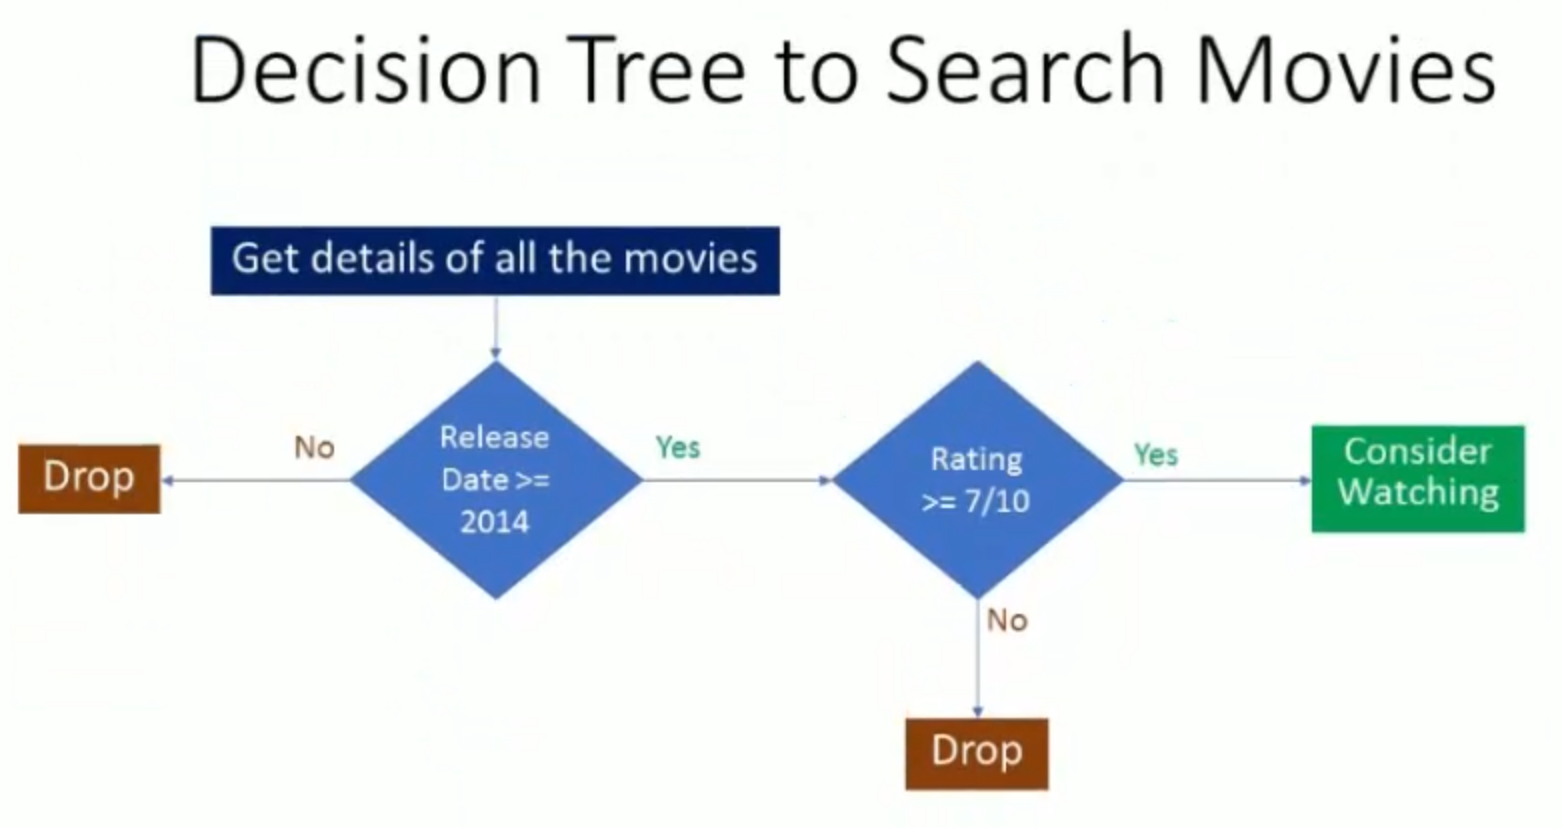 Decision Tree to Search Movies
Get details of all the movies
Drop
No
Release
Date >=
2014
Yes
Rating
>= 7/10
Yes
Consider
Watching
No
Drop